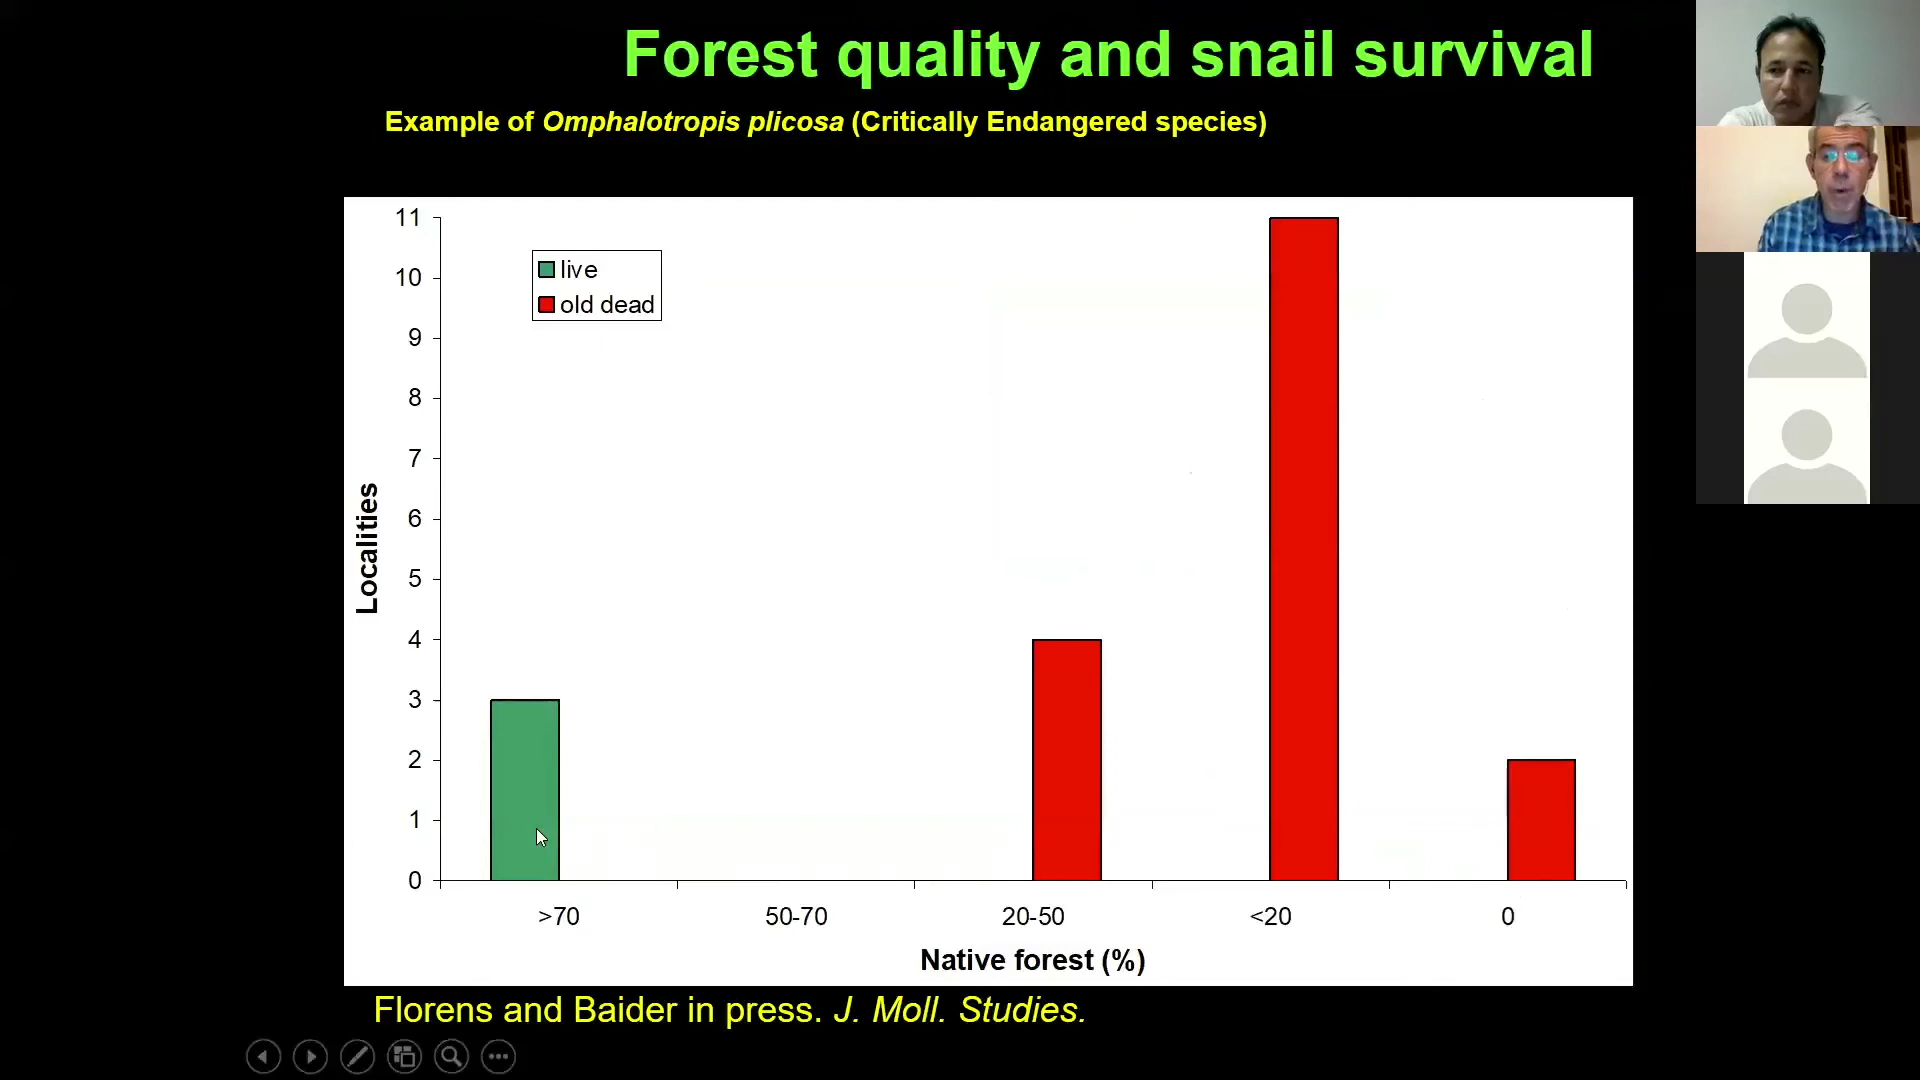 Forest quality and snail survival
Example of Omphalotropis plicosa (Critically Endangered species)
11
10
9
8
7
6
5
4
3
2
1
0
live
old dead
Localities
>70
50-70
20-50
<20
0
Native forest (%)
Florens and Baider in press. J. Moll. Studies.